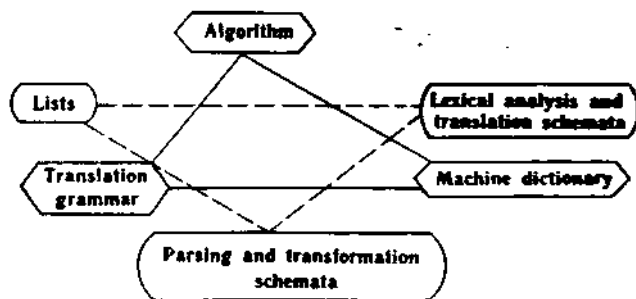 Algorithm
Lists
Lexical analysis and
translation schemata
Translation
grammar
Machine dictionary
Parsing and transformation
schemata